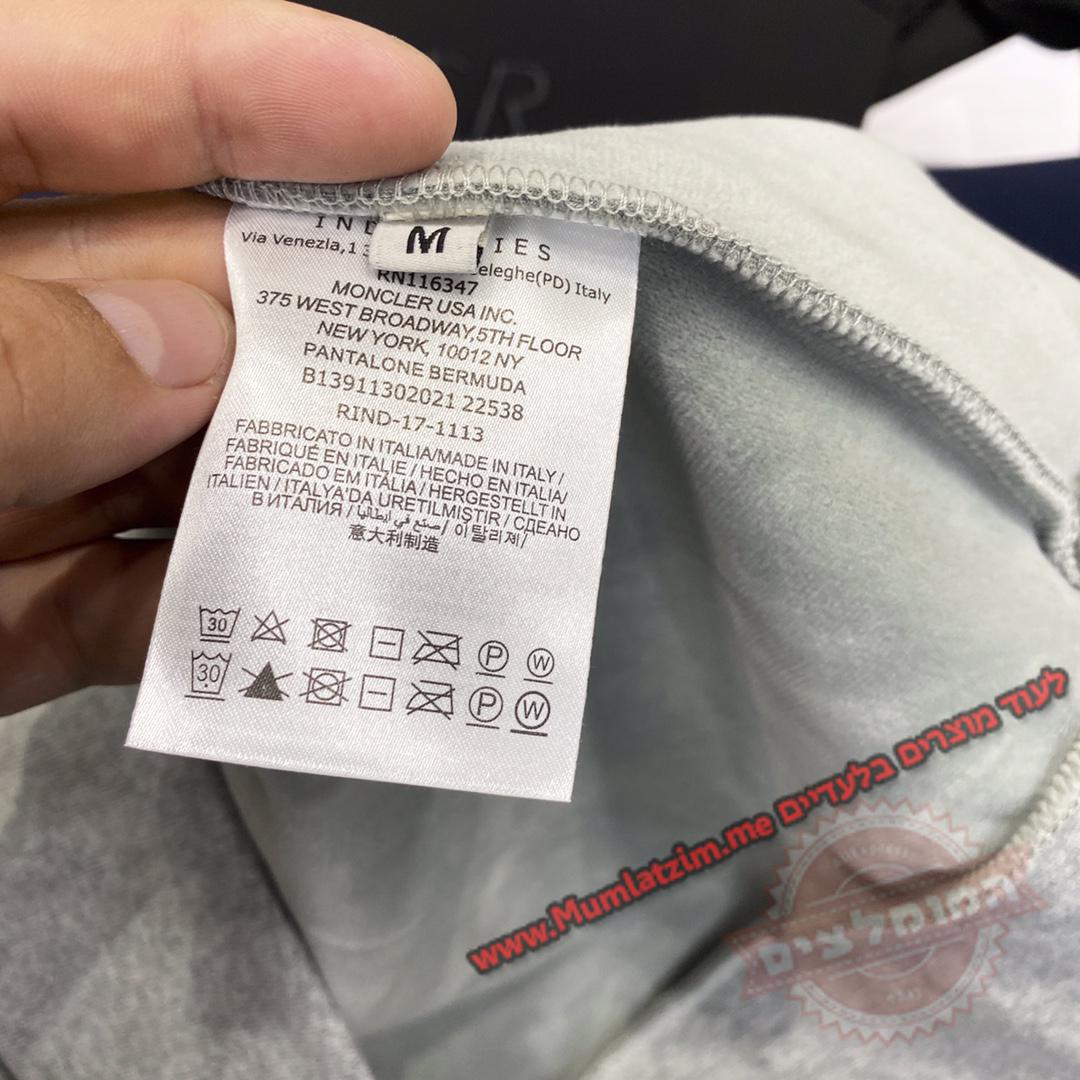 M
IES
Via Venezia,1
eleghe(PD) Italy
RN116347
MONCLER USA INC.
375 WEST BROADWAY,5TH FLOOR
NEW YORK, 10012 NY
PANTALONE BERMUDA
B13911302021 22538
RIND-17-1113
FABBRICATO IN ITALIA/MADE IN ITALY /
FABRIQUÉ EN ITALIE / HECHO EN ITALIA/
FABRICADO EM ITALIA / HERGESTELLT IN
ITALIEN / ITALYA'DA ÜRETILMIŞTIR / СДЕАНО
В ИТАЛИЯ / صنع في ايطاليا/ 이탈리제/
意大利制造
30
P
W
30
P
W
www.Mumlatzim.me לעוד מוצרים בלעדיים
המומלצים